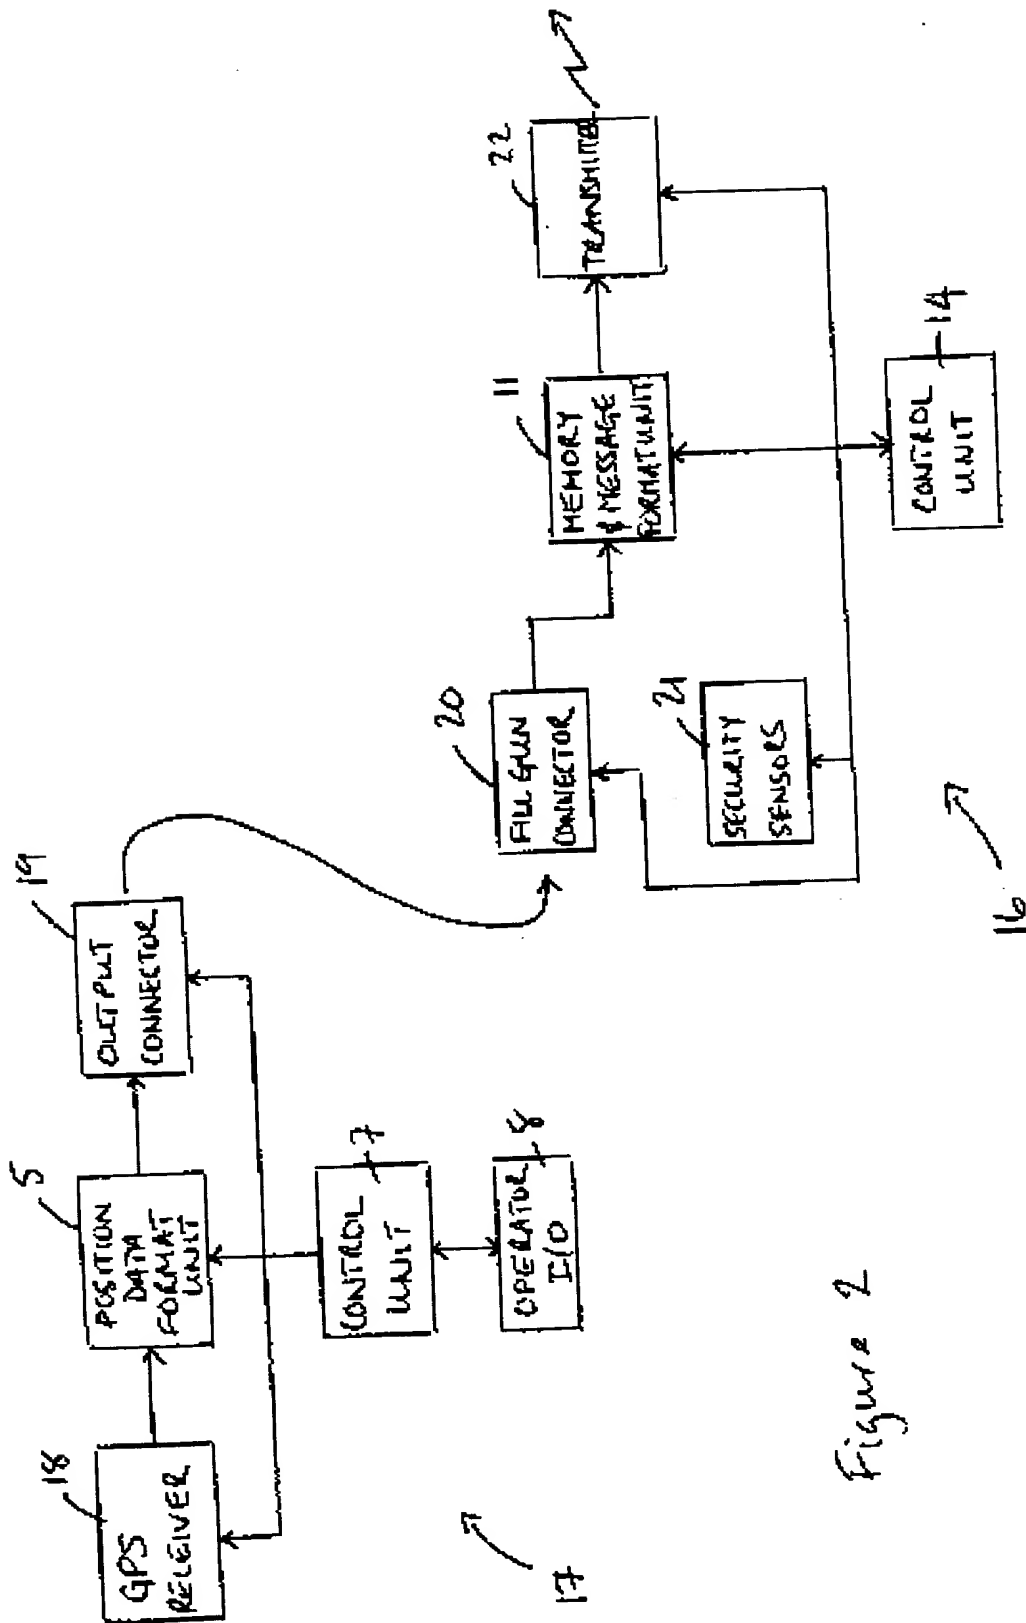 18
GPS
RECEIVER
5
POSITION
DATA
FORMAT
UNIT
19
OUTPUT
CONNECTOR
7
CONTROL
UNIT
8
OPERATOR
I/O
17
20
FILL GUN
CONNECTOR
21
SECURITY
SENSORS
11
MEMORY
& MESSAGE
FORMAT UNIT
22
TRANSMITTER
14
CONTROL
UNIT
16
Figure 2